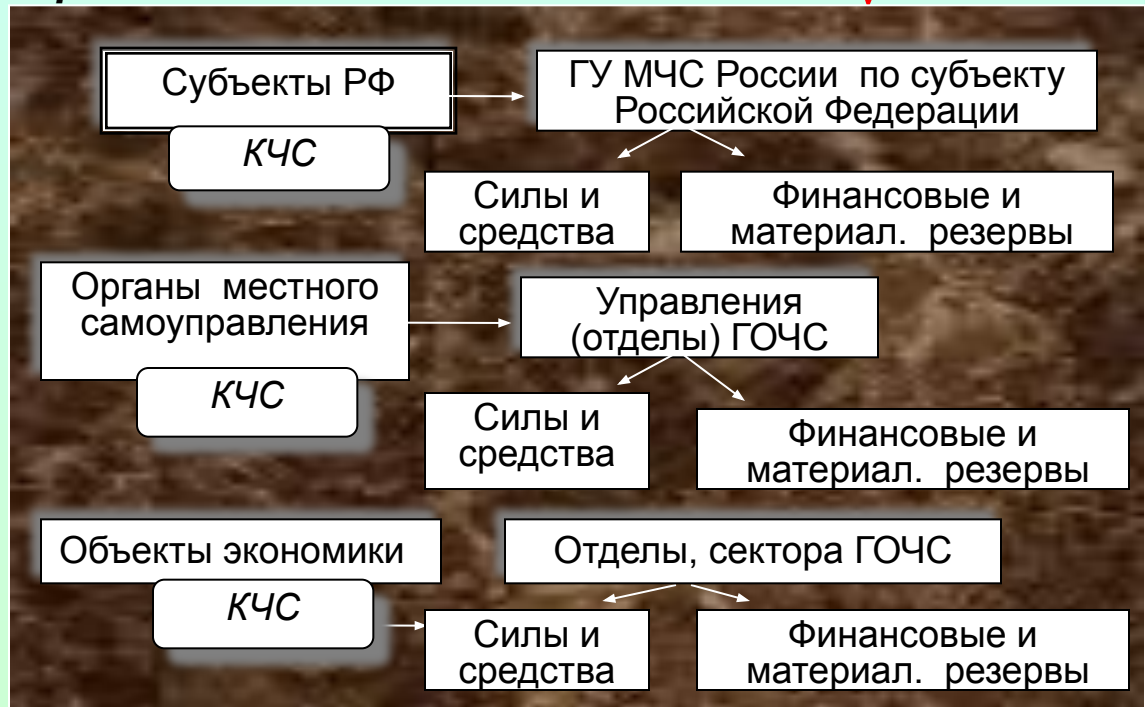 Субъекты РФ
КЧС
ГУ МЧС России по субъекту
Российской Федерации
Силы и
средства
Финансовые и
материал. резервы
Органы местного
самоуправления
КЧС
Управления
(отделы) ГОЧС
Силы и
средства
Финансовые и
материал. резервы
Объекты экономики
КЧС
Отделы, сектора ГОЧС
Силы и
средства
Финансовые и
материал. резервы